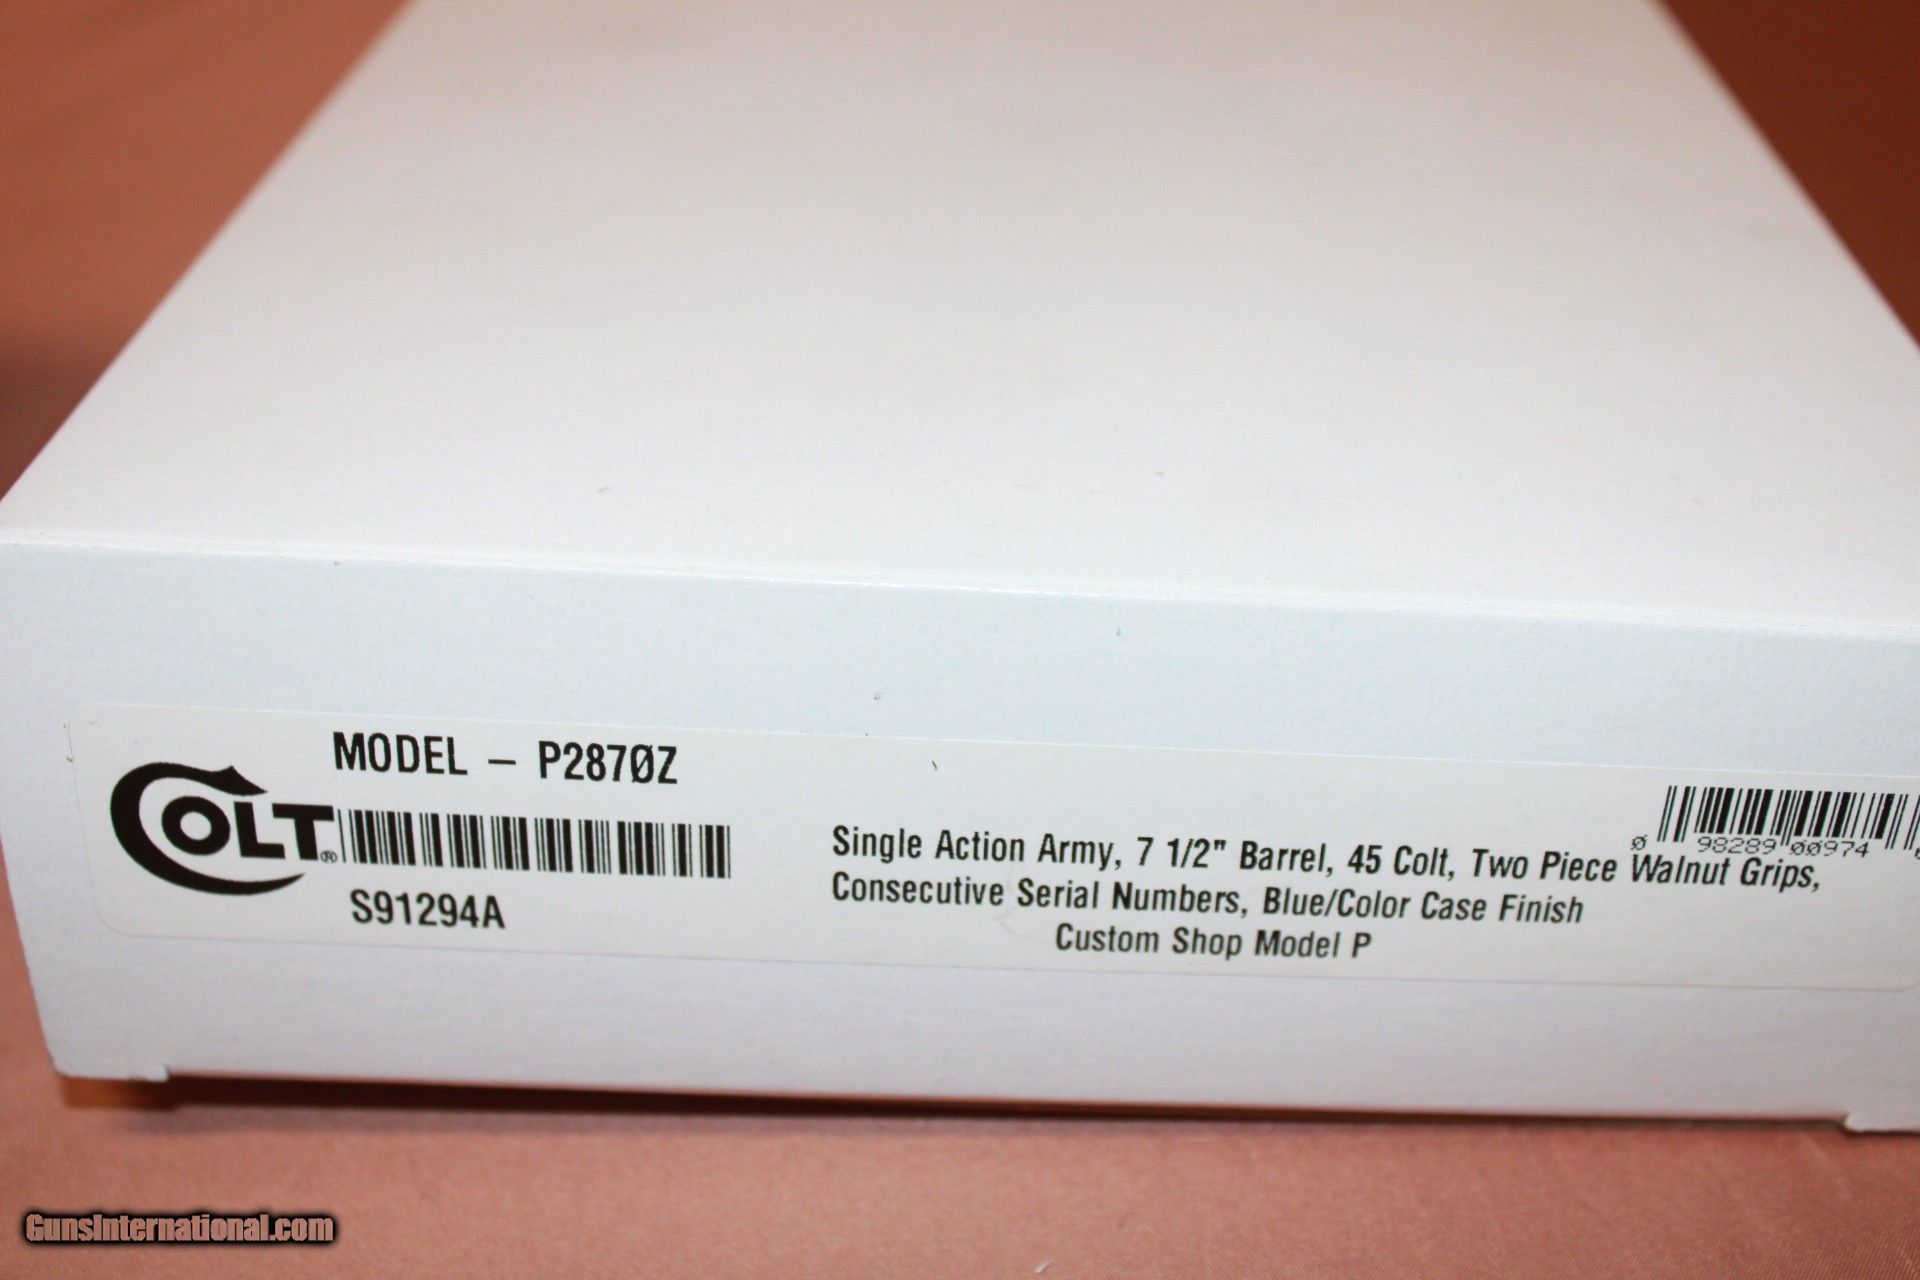 MODEL – P287ØZ
COLT®
S91294A
Ø 98289 00974
Single Action Army, 7 1/2" Barrel, 45 Colt, Two Piece Walnut Grips,
Consecutive Serial Numbers, Blue/Color Case Finish
Custom Shop Model P
GunsInternational.com